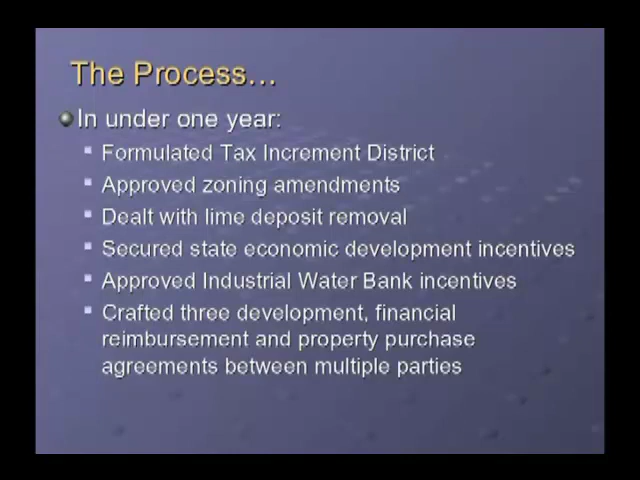 The Process...
In under one year:
Formulated Tax Increment District
Approved zoning amendments
Dealt with lime deposit removal
Secured state economic development incentives
Approved Industrial Water Bank incentives
Crafted three development, financial
reimbursement and property purchase
agreements between multiple parties